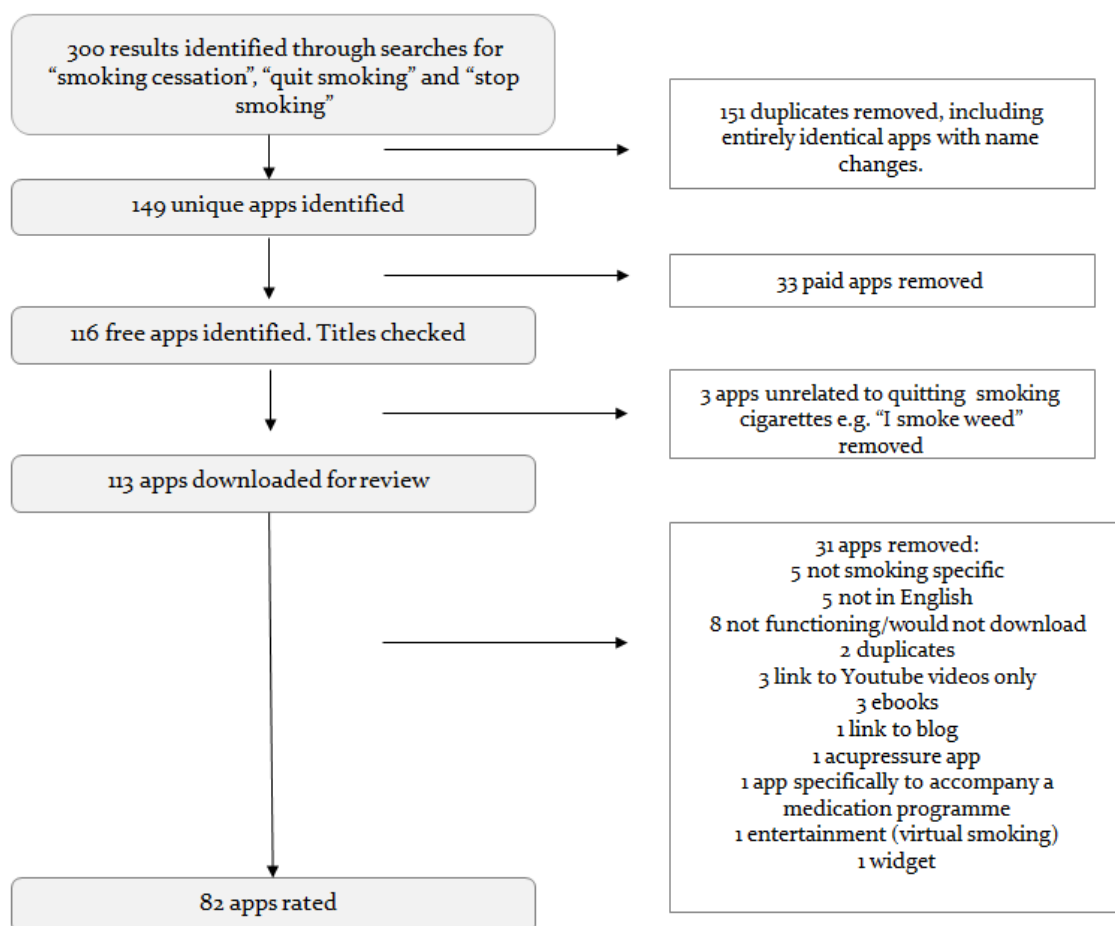 300 results identified through searches for
“smoking cessation”, “quit smoking” and “stop
smoking”
151 duplicates removed, including
entirely identical apps with name
changes.
149 unique apps identified
33 paid apps removed
116 free apps identified. Titles checked
3 apps unrelated to quitting smoking
cigarettes e.g. “I smoke weed”
removed
113 apps downloaded for review
31 apps removed:
5 not smoking specific
5 not in English
8 not functioning/would not download
2 duplicates
3 link to Youtube videos only
3 ebooks
1 link to blog
1 acupressure app
1 app specifically to accompany a
medication programme
1 entertainment (virtual smoking)
1 widget
82 apps rated